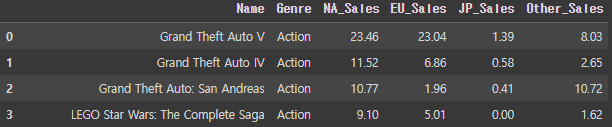 Name Genre NA_Sales EU_Sales JP_Sales Other_Sales
0 Grand Theft Auto V Action 23.46 23.04 1.39 8.03
1 Grand Theft Auto IV Action 11.52 6.86 0.58 2.65
2 Grand Theft Auto: San Andreas Action 10.77 1.96 0.41 10.72
3 LEGO Star Wars: The Complete Saga Action 9.10 5.01 0.00 1.62